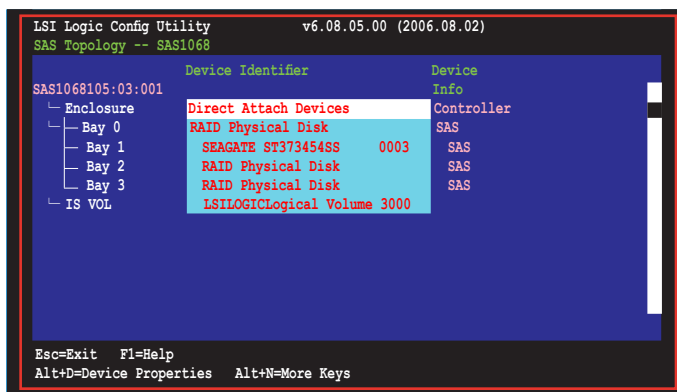 LSI Logic Config Utility v6.08.05.00 (2006.08.02)
SAS Topology -- SAS1068
Device Identifier Device
SAS1068105:03:001 Info
Enclosure Direct Attach Devices Controller
Bay 0 RAID Physical Disk SAS
Bay 1 SEAGATE ST373454SS 0003 SAS
Bay 2 RAID Physical Disk SAS
Bay 3 RAID Physical Disk SAS
IS VOL LSILOGICLogical Volume 3000
Esc=Exit F1=Help
Alt+D=Device Properties Alt+N=More Keys